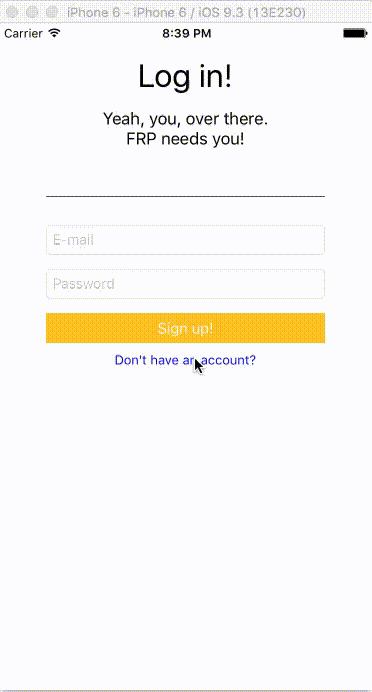 iPhone 6 - iPhone 6 / iOS 9.3 (13E230)
Carrier 8:39 PM
Log in!
Yeah, you, over there.
FRP needs you!
E-mail
Password
Sign up!
Don't have an account?